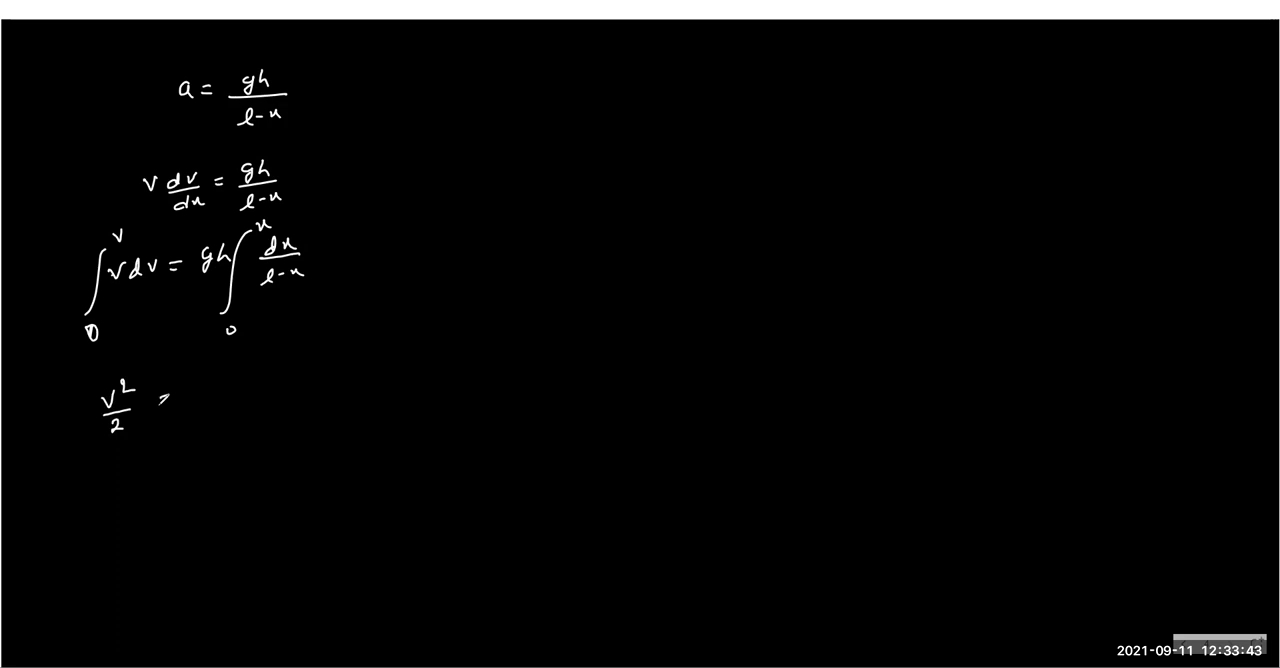 a = gh / l-x
v dv/dx = gh / l-x
∫₀^v v dv = gh ∫₀^x dx / l-x
v²/2 =
2021-09-11 12:33:43